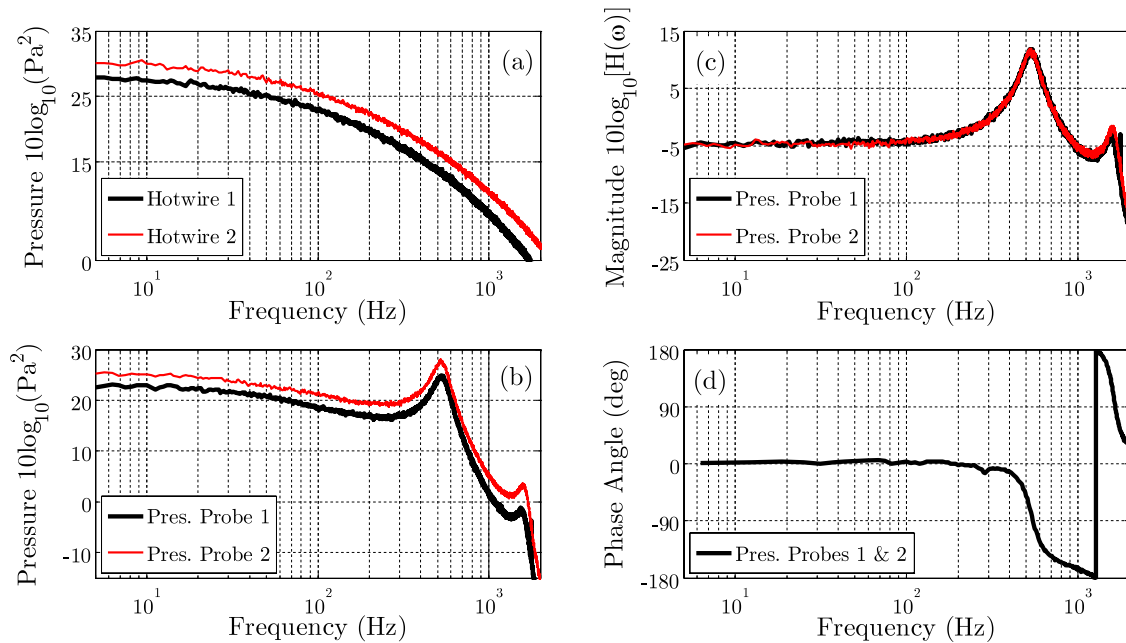 35
25
15
0
Pressure 10log10(Pa²)
(a)
Hotwire 1
Hotwire 2
10¹
10²
10³
Frequency (Hz)
15
5
-5
-15
-25
Magnitude 10log10[H(ω)]
(c)
Pres. Probe 1
Pres. Probe 2
10¹
10²
10³
Frequency (Hz)
30
20
10
0
-10
Pressure 10log10(Pa²)
(b)
Pres. Probe 1
Pres. Probe 2
10¹
10²
10³
Frequency (Hz)
180
90
0
-90
-180
Phase Angle (deg)
(d)
Pres. Probes 1 & 2
10¹
10²
10³
Frequency (Hz)